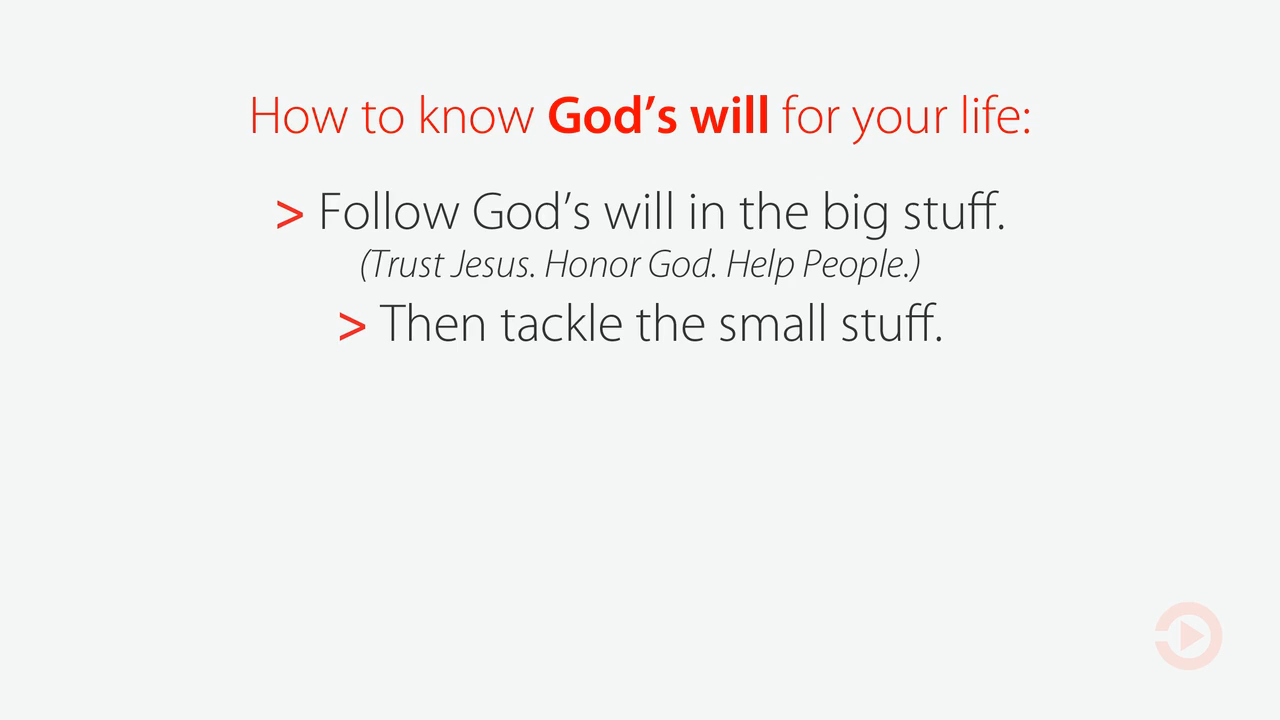 How to know God’s will for your life:
> Follow God’s will in the big stuff.
(Trust Jesus. Honor God. Help People.)
> Then tackle the small stuff.